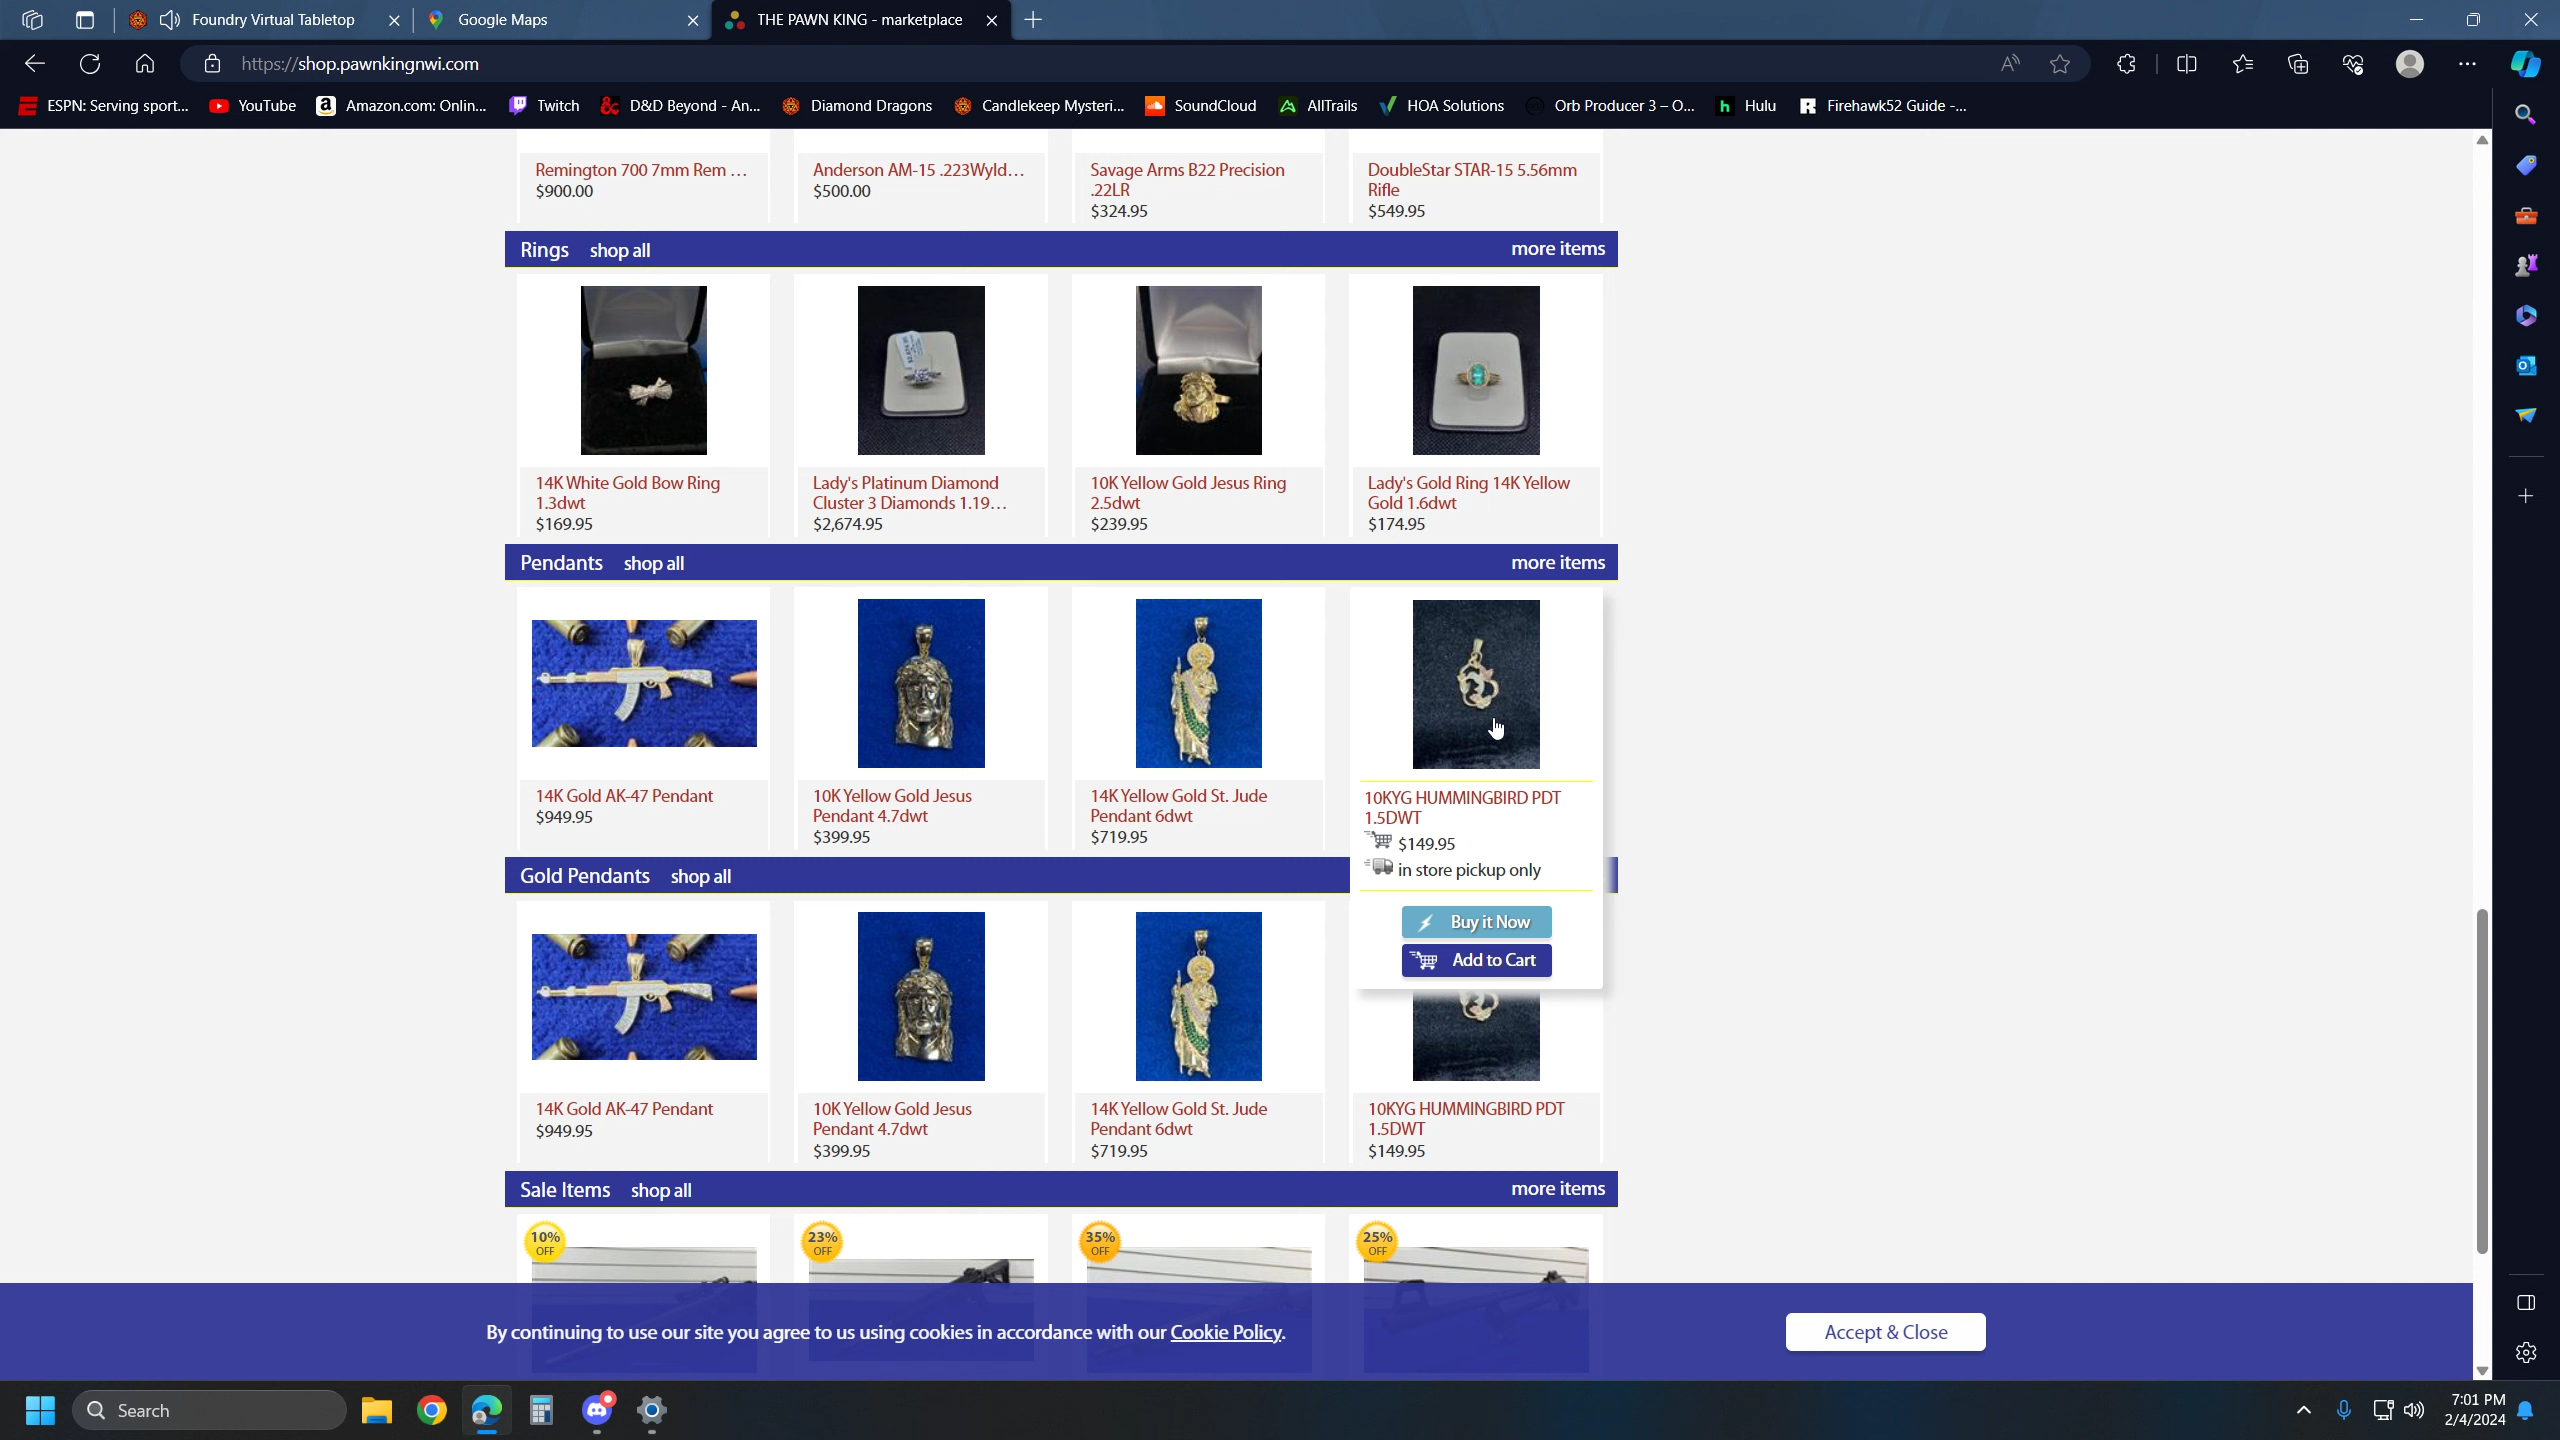 Foundry Virtual Tabletop
Google Maps
THE PAWN KING - marketplace
https://shop.pawnkingnwi.com
ESPN: Serving sport...
YouTube
Amazon.com: Onlin...
Twitch
D&D Beyond - An...
Diamond Dragons
Candlekeep Mysteri...
SoundCloud
AllTrails
HOA Solutions
Orb Producer 3 – O...
Hulu
Firehawk52 Guide -...
Remington 700 7mm Rem ...
$900.00
Anderson AM-15 .223Wyld...
$500.00
Savage Arms B22 Precision
.22LR
$324.95
DoubleStar STAR-15 5.56mm
Rifle
$549.95
Rings shop all more items
14K White Gold Bow Ring
1.3dwt
$169.95
Lady's Platinum Diamond
Cluster 3 Diamonds 1.19...
$2,674.95
10K Yellow Gold Jesus Ring
2.5dwt
$239.95
Lady's Gold Ring 14K Yellow
Gold 1.6dwt
$174.95
Pendants shop all more items
14K Gold AK-47 Pendant
$949.95
10K Yellow Gold Jesus
Pendant 4.7dwt
$399.95
14K Yellow Gold St. Jude
Pendant 6dwt
$719.95
10KYG HUMMINGBIRD PDT
1.5DWT
$149.95
in store pickup only
Buy it Now
Add to Cart
Gold Pendants shop all
14K Gold AK-47 Pendant
$949.95
10K Yellow Gold Jesus
Pendant 4.7dwt
$399.95
14K Yellow Gold St. Jude
Pendant 6dwt
$719.95
10KYG HUMMINGBIRD PDT
1.5DWT
$149.95
Sale Items shop all more items
10%
OFF
23%
OFF
35%
OFF
25%
OFF
By continuing to use our site you agree to us using cookies in accordance with our Cookie Policy.
Accept & Close
Search
7:01 PM
2/4/2024